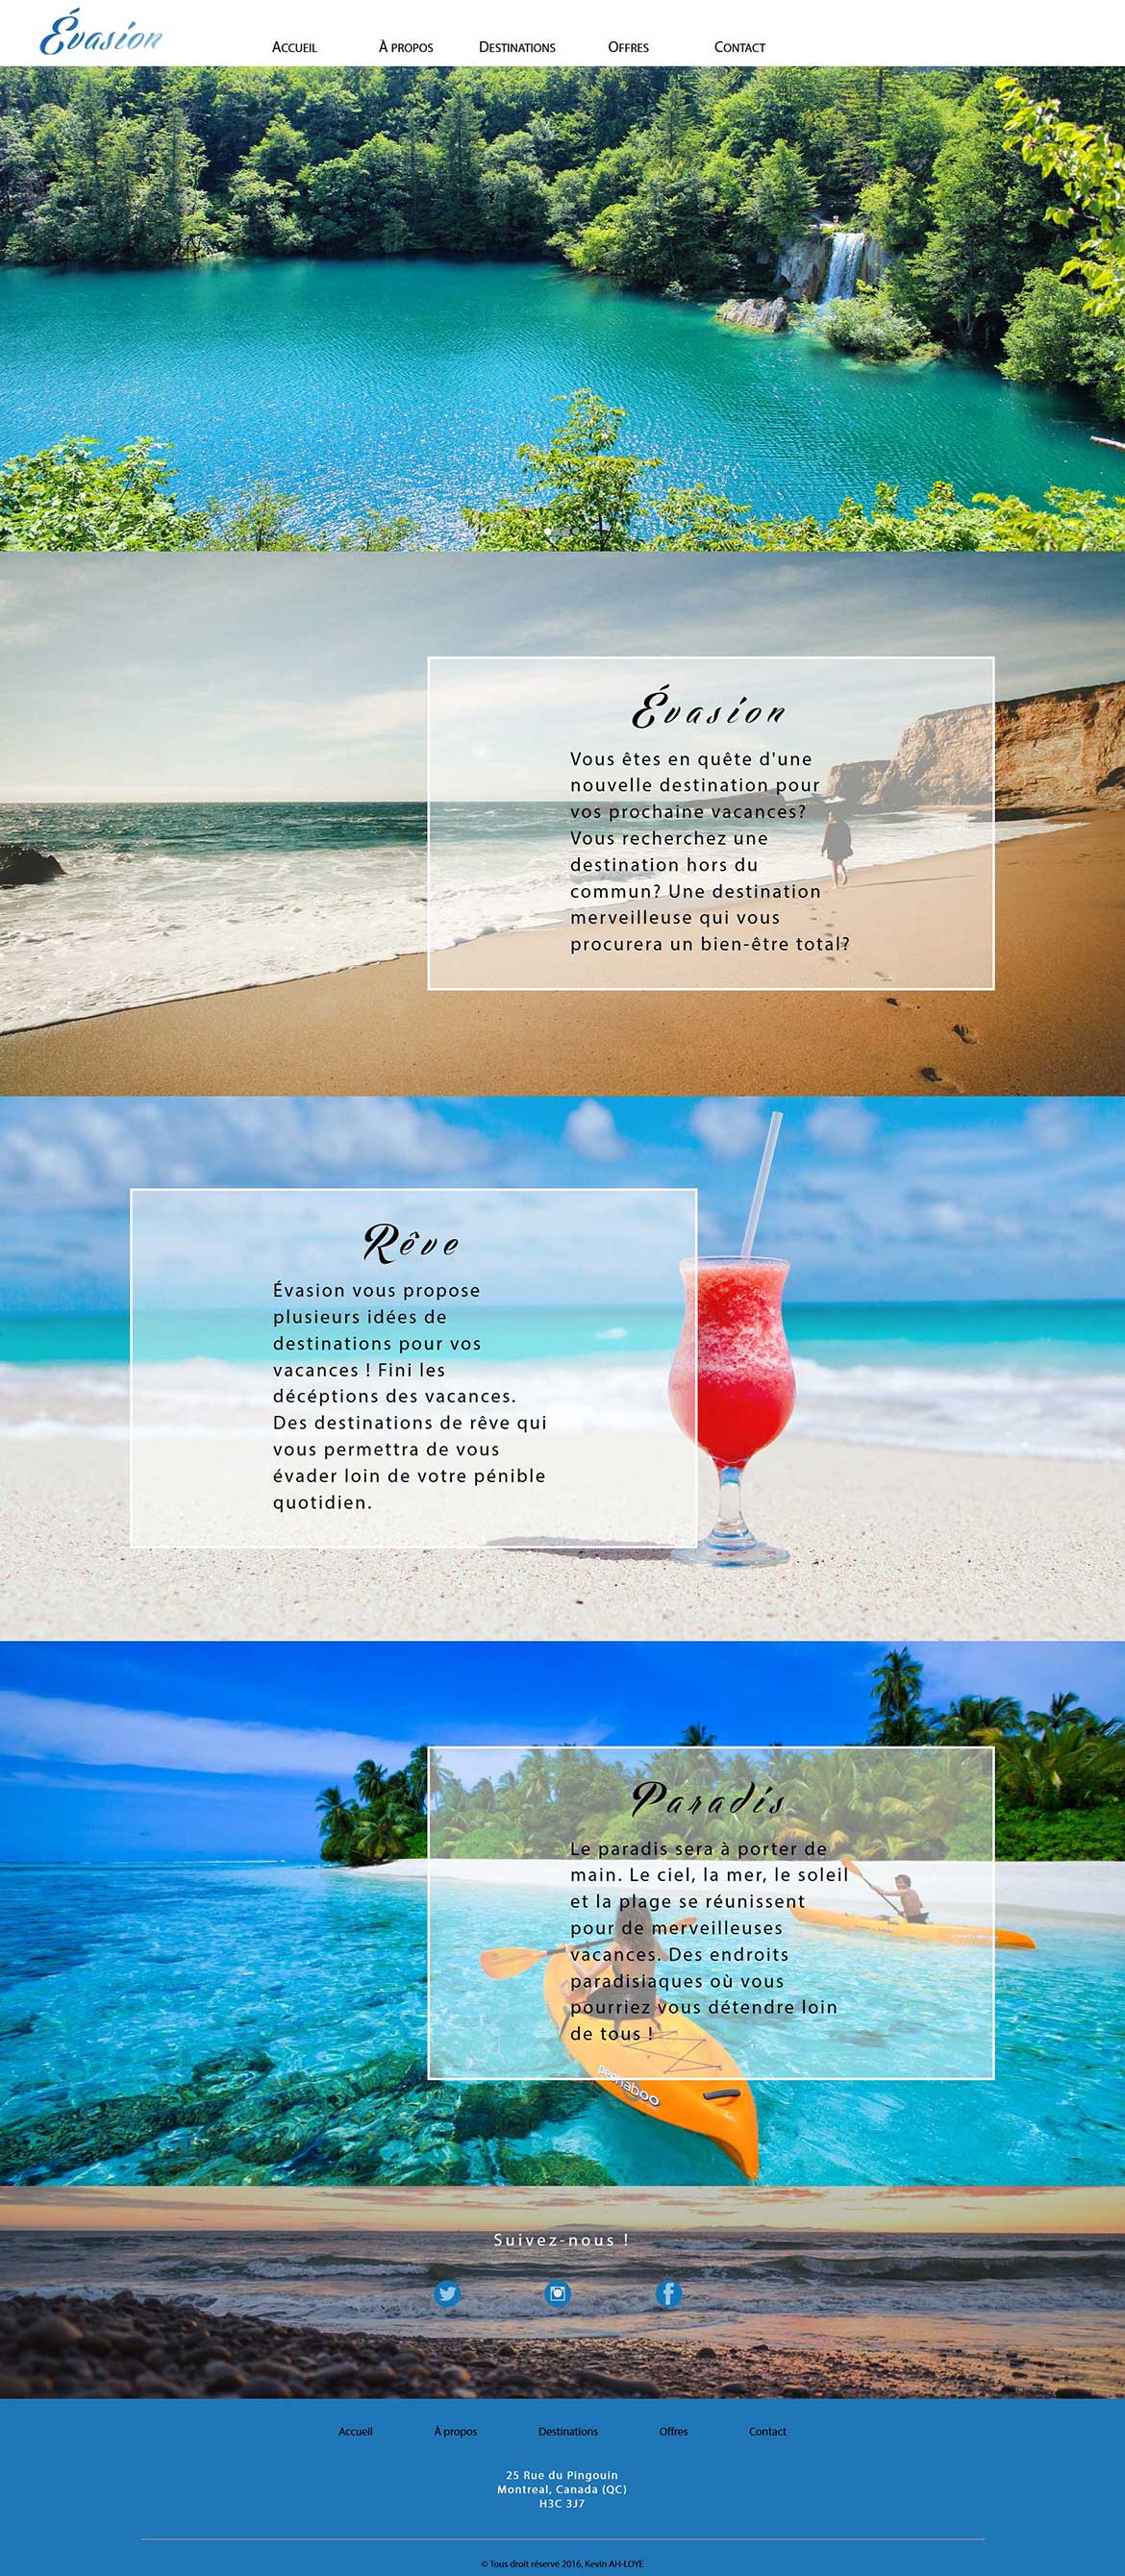 Évasion
Accueil
À propos
Destinations
Offres
Contact
Évasion
Vous êtes en quête d'une
nouvelle destination pour
vos prochaine vacances?
Vous recherchez une
destination hors du
commun? Une destination
merveilleuse qui vous
procurera un bien-être total?
Rêve
Évasion vous propose
plusieurs idées de
destinations pour vos
vacances ! Fini les
décéptions des vacances.
Des destinations de rêve qui
vous permettra de vous
évader loin de votre pénible
quotidien.
Paradis
Le paradis sera à porter de
main. Le ciel, la mer, le soleil
et la plage se réunissent
pour de merveilleuses
vacances. Des endroits
paradisiaques où vous
pourriez vous détendre loin
de tous !
Suivez-nous !
Accueil
À propos
Destinations
Offres
Contact
25 Rue du Pingouin
Montreal, Canada (QC)
H3C 3J7
© Tous droit réservé 2016, Kevin AH-LOYE